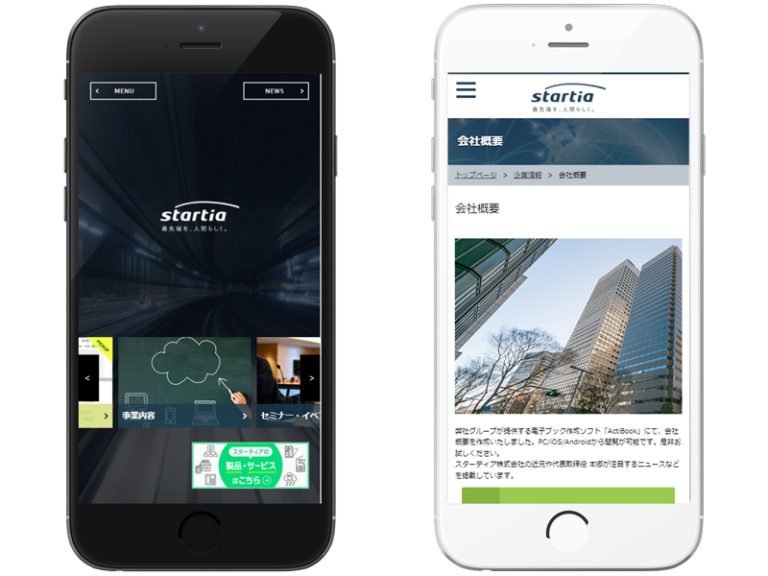 MENU
NEWS
startia
最先端を、人間らしく。
PICKUP
事業内容
セミナー・イベ
スターティアの
製品・サービス
はこちら
startia
最先端を、人間らしく。
会社概要
トップページ > 企業情報 > 会社概要
会社概要
弊社グループが提供する電子ブック作成ソフト「ActiBook」にて、会社
概要を作成いたしました。PC/iOS/Androidから閲覧が可能です。是非お
試しください。
スターティア株式会社の近況や代表取締役 本郷が注目するニュースなど
を掲載しています。